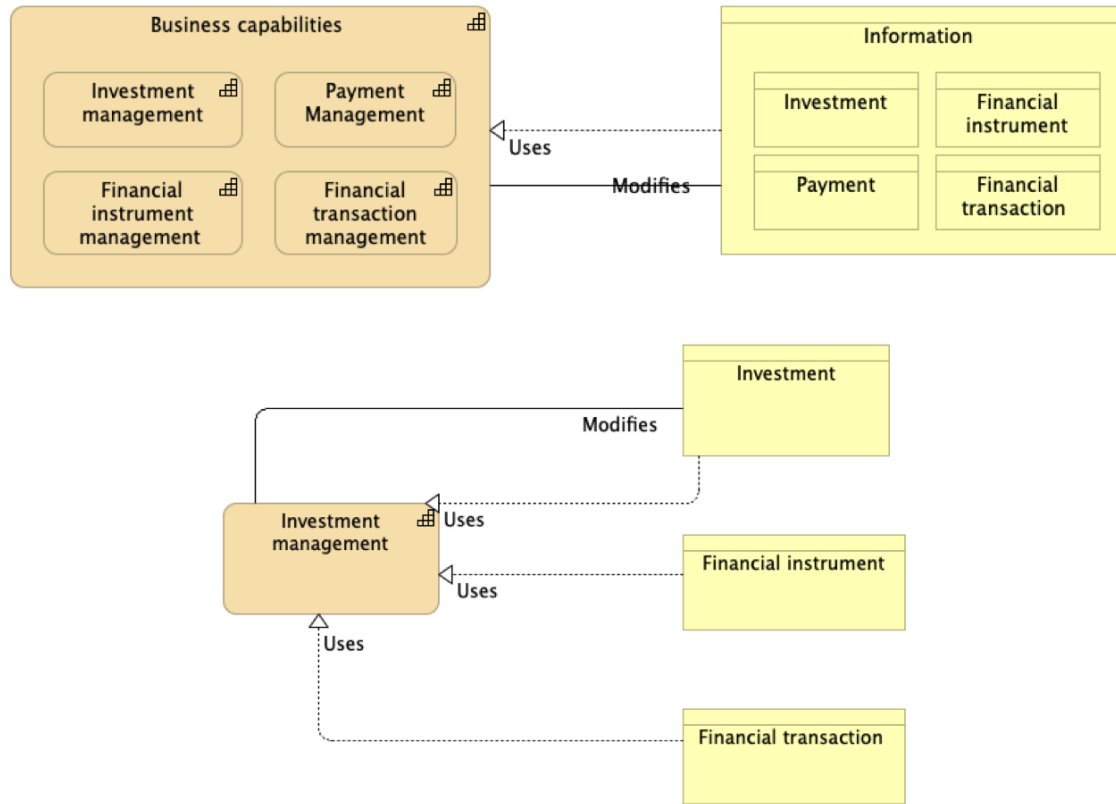 Business capabilities
Investment
management
Payment
Management
Financial
instrument
management
Financial
transaction
management
Uses
Modifies
Information
Investment
Financial
instrument
Payment
Financial
transaction
Investment
Modifies
Uses
Investment
management
Financial instrument
Uses
Uses
Financial transaction